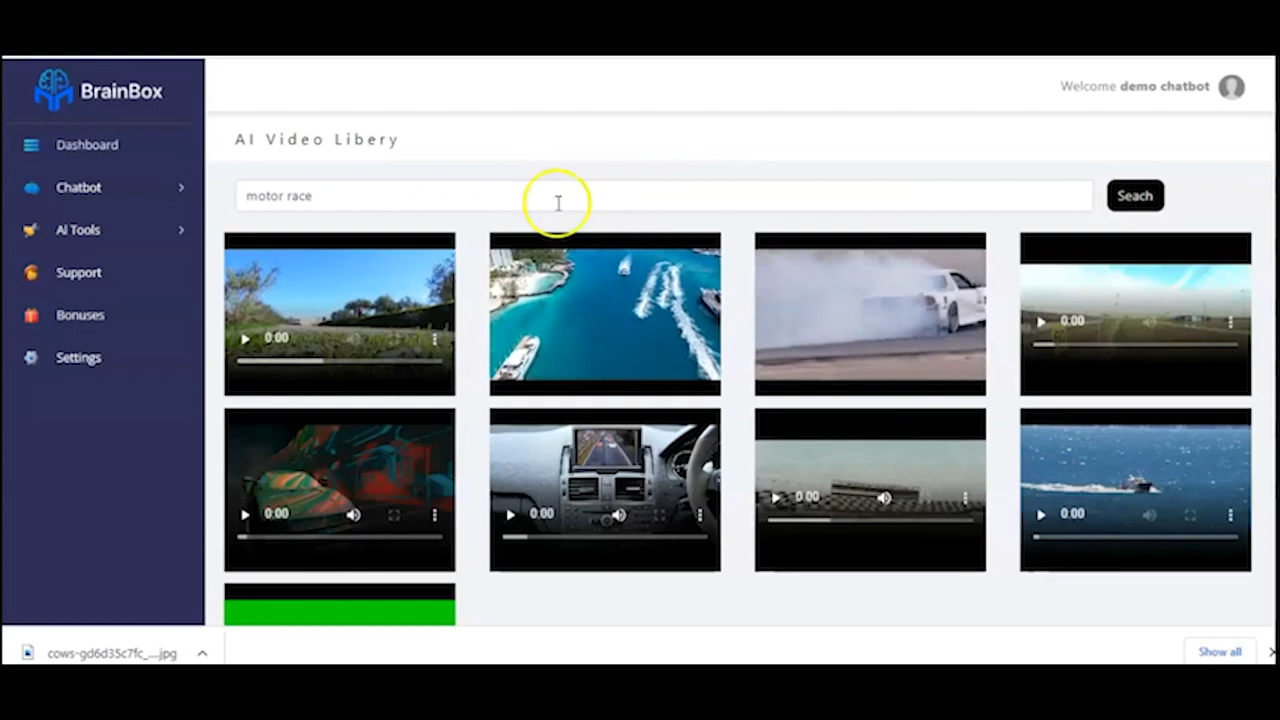 BrainBox
Welcome demo chatbot
Dashboard
AI Video Libery
Chatbot
motor race
Seach
AI Tools
Support
Bonuses
Settings
0:00
0:00
0:00
0:00
0:00
0:00
cows-gd6d35c7fc_....jpg
Show all